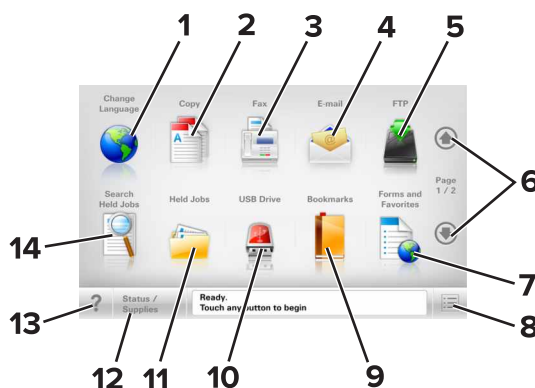 1 2 3 4 5
Change
Language
Copy
Fax
E-mail
FTP
6
Page
1 / 2
Search
Held Jobs
Held Jobs
USB Drive
Bookmarks
Forms and
Favorites
14
7
?
Status /
Supplies
Ready.
Touch any button to begin
8
13 12 11 10 9